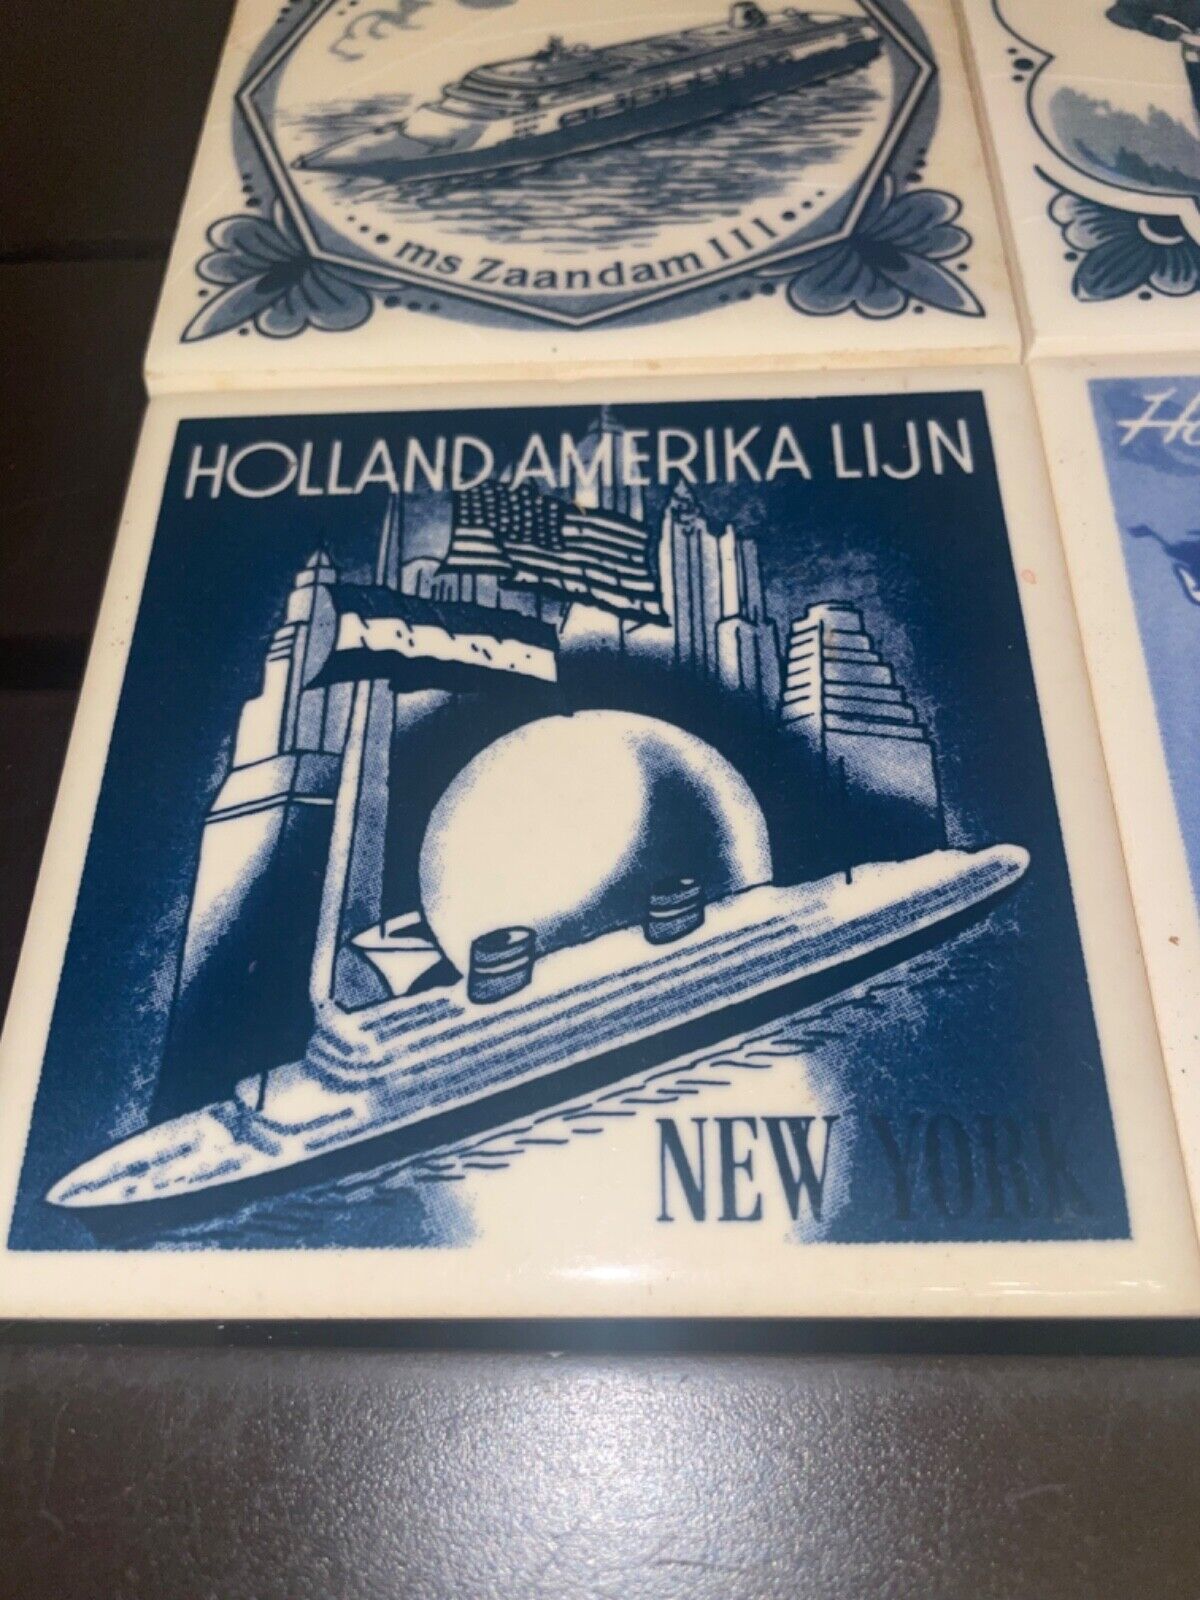 ms Zaandam III
HOLLAND AMERIKA LIJN
NEW YORK